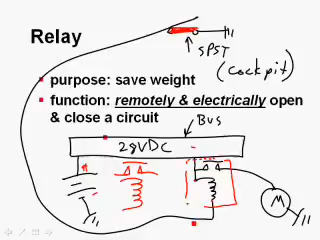 Relay
SPST
(Cockpit)
purpose: save weight
function: remotely & electrically open
& close a circuit
BUS
28VDC
M